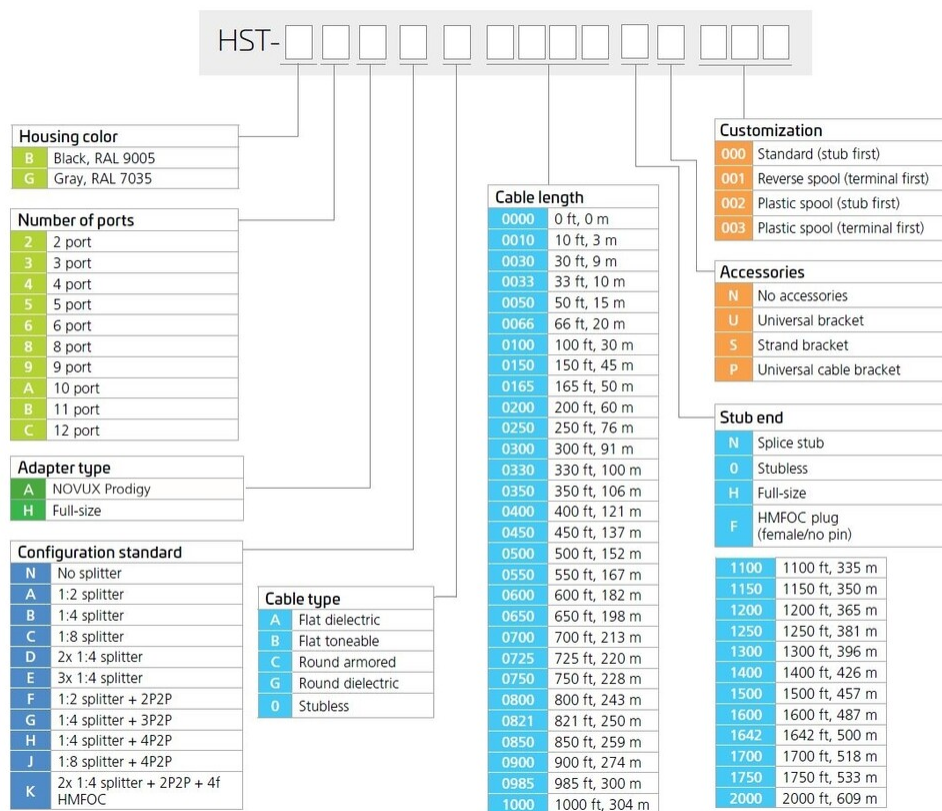 HST-
Housing color
B Black, RAL 9005
G Gray, RAL 7035
Number of ports
2 2 port
3 3 port
4 4 port
5 5 port
6 6 port
8 8 port
9 9 port
A 10 port
B 11 port
C 12 port
Adapter type
A NOVUX Prodigy
H Full-size
Configuration standard
N No splitter
A 1:2 splitter
B 1:4 splitter
C 1:8 splitter
D 2x 1:4 splitter
E 3x 1:4 splitter
F 1:2 splitter + 2P2P
G 1:4 splitter + 3P2P
H 1:4 splitter + 4P2P
J 1:8 splitter + 4P2P
K 2x 1:4 splitter + 2P2P + 4f
HMFOC
Cable type
A Flat dielectric
B Flat toneable
C Round armored
G Round dielectric
0 Stubless
Cable length
0000 0 ft, 0 m
0010 10 ft, 3 m
0030 30 ft, 9 m
0033 33 ft, 10 m
0050 50 ft, 15 m
0066 66 ft, 20 m
0100 100 ft, 30 m
0150 150 ft, 45 m
0165 165 ft, 50 m
0200 200 ft, 60 m
0250 250 ft, 76 m
0300 300 ft, 91 m
0330 330 ft, 100 m
0350 350 ft, 106 m
0400 400 ft, 121 m
0450 450 ft, 137 m
0500 500 ft, 152 m
0550 550 ft, 167 m
0600 600 ft, 182 m
0650 650 ft, 198 m
0700 700 ft, 213 m
0725 725 ft, 220 m
0750 750 ft, 228 m
0800 800 ft, 243 m
0821 821 ft, 250 m
0850 850 ft, 259 m
0900 900 ft, 274 m
0985 985 ft, 300 m
1000 1000 ft, 304 m
Customization
000 Standard (stub first)
001 Reverse spool (terminal first)
002 Plastic spool (stub first)
003 Plastic spool (terminal first)
Accessories
N No accessories
U Universal bracket
S Strand bracket
P Universal cable bracket
Stub end
N Splice stub
0 Stubless
H Full-size
F HMFOC plug
(female/no pin)
1100 1100 ft, 335 m
1150 1150 ft, 350 m
1200 1200 ft, 365 m
1250 1250 ft, 381 m
1300 1300 ft, 396 m
1400 1400 ft, 426 m
1500 1500 ft, 457 m
1600 1600 ft, 487 m
1642 1642 ft, 500 m
1700 1700 ft, 518 m
1750 1750 ft, 533 m
2000 2000 ft, 609 m